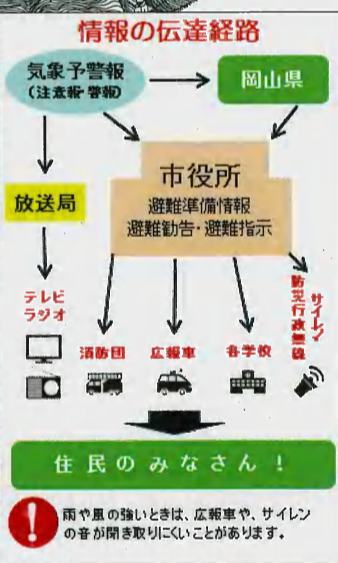 情報の伝達経路
気象予警報
(注意報・警報)
岡山県
市役所
避難準備情報
避難勧告・避難指示
放送局
テレビ
ラジオ
消防団
広報車
各学校
サイレン/
防災行政無線
住民のみなさん!
雨や風の強いときは、広報車や、サイレン
の音が聞き取りにくいことがあります。